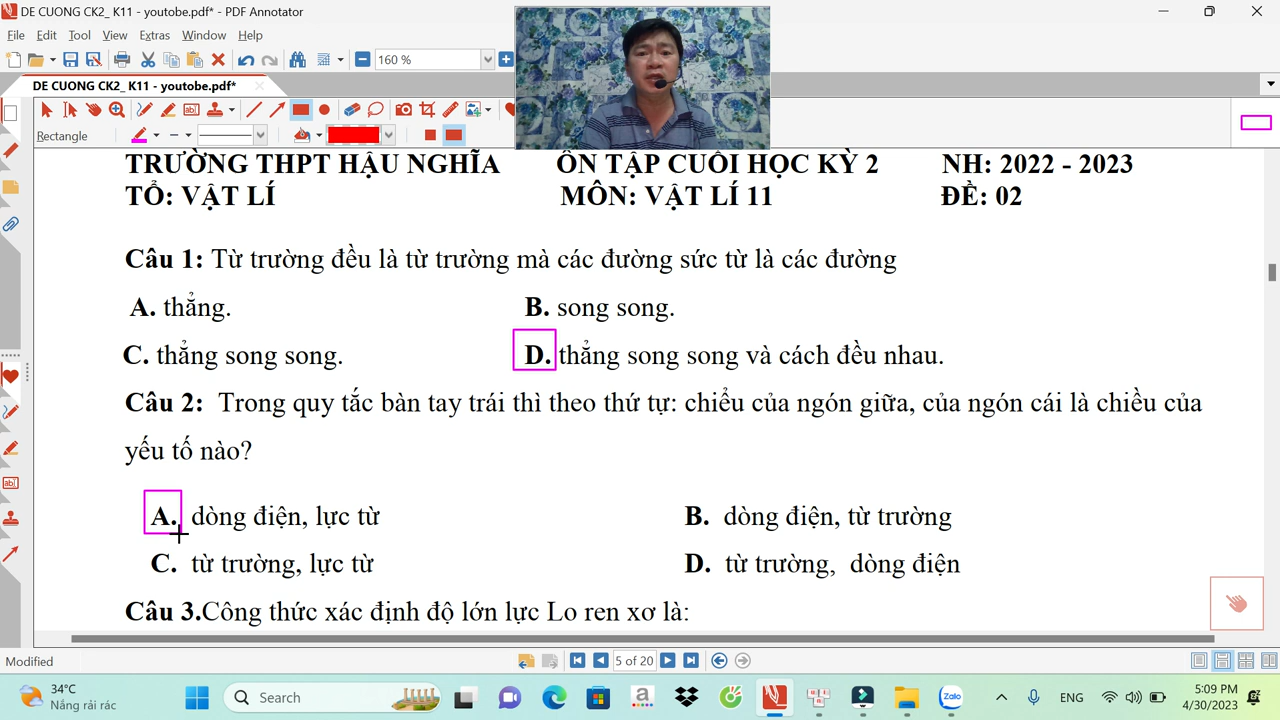 DE CUONG CK2_ K11 - youtobe.pdf* - PDF Annotator
File Edit Tool View Extras Window Help
160 %
DE CUONG CK2_ K11 - youtobe.pdf*
Rectangle
TRƯỜNG THPT HẬU NGHĨA ÔN TẬP CUỐI HỌC KỲ 2 NH: 2022 - 2023
TỔ: VẬT LÍ MÔN: VẬT LÍ 11 ĐỀ: 02
Câu 1: Từ trường đều là từ trường mà các đường sức từ là các đường
A. thẳng. B. song song.
C. thẳng song song. D. thẳng song song và cách đều nhau.
Câu 2: Trong quy tắc bàn tay trái thì theo thứ tự: chiều của ngón giữa, của ngón cái là chiều của
yếu tố nào?
A. dòng điện, lực từ B. dòng điện, từ trường
C. từ trường, lực từ D. từ trường, dòng điện
Câu 3.Công thức xác định độ lớn lực Lo ren xơ là:
5 of 20
Modified
34°C
Nắng rải rác
Search
a
Zalo
ENG
5:09 PM
4/30/2023